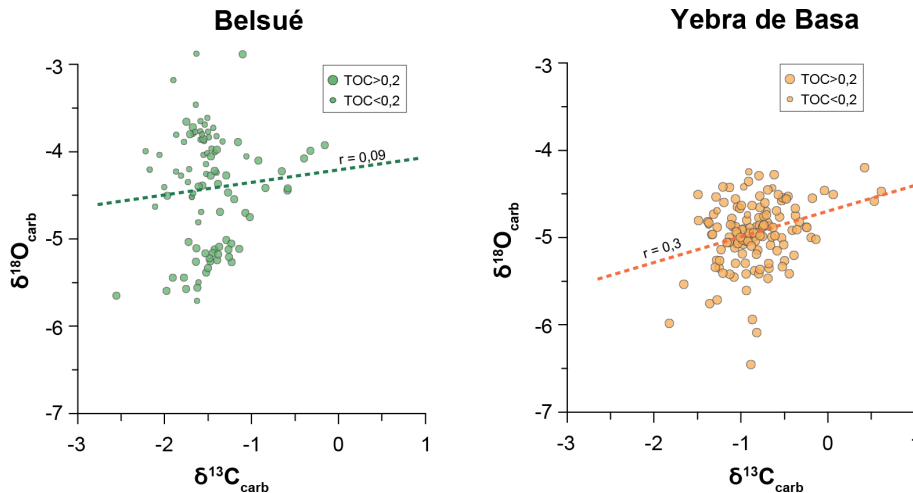 Belsué
-3
-4
-5
-6
-7
δ18Ocarb
TOC>0,2
TOC<0,2
r = 0,09
-3
-2
-1
0
1
δ13Ccarb
Yebra de Basa
-3
-4
-5
-6
-7
δ18Ocarb
TOC>0,2
TOC<0,2
r = 0,3
-3
-2
-1
0
1
δ13Ccarb